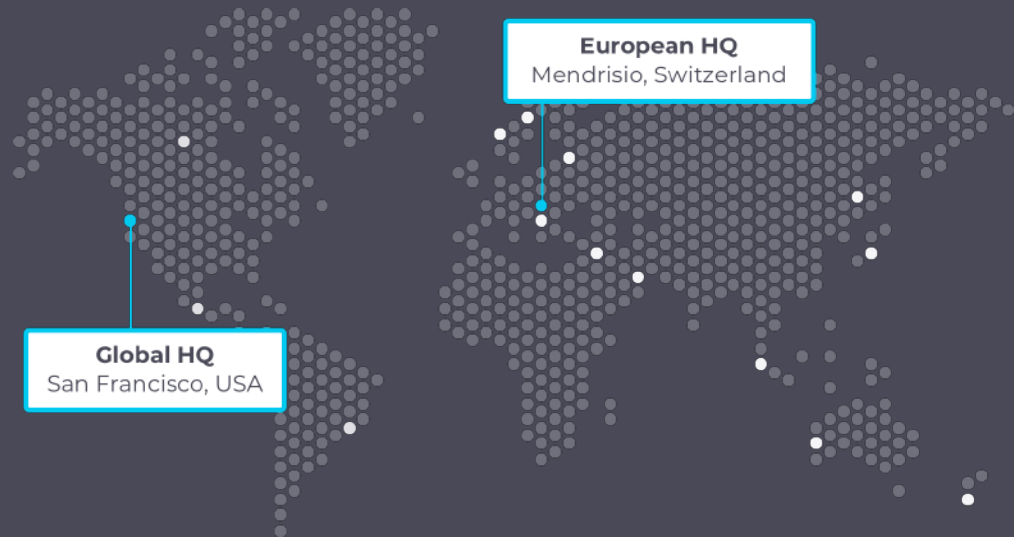 European HQ
Mendrisio, Switzerland
Global HQ
San Francisco, USA